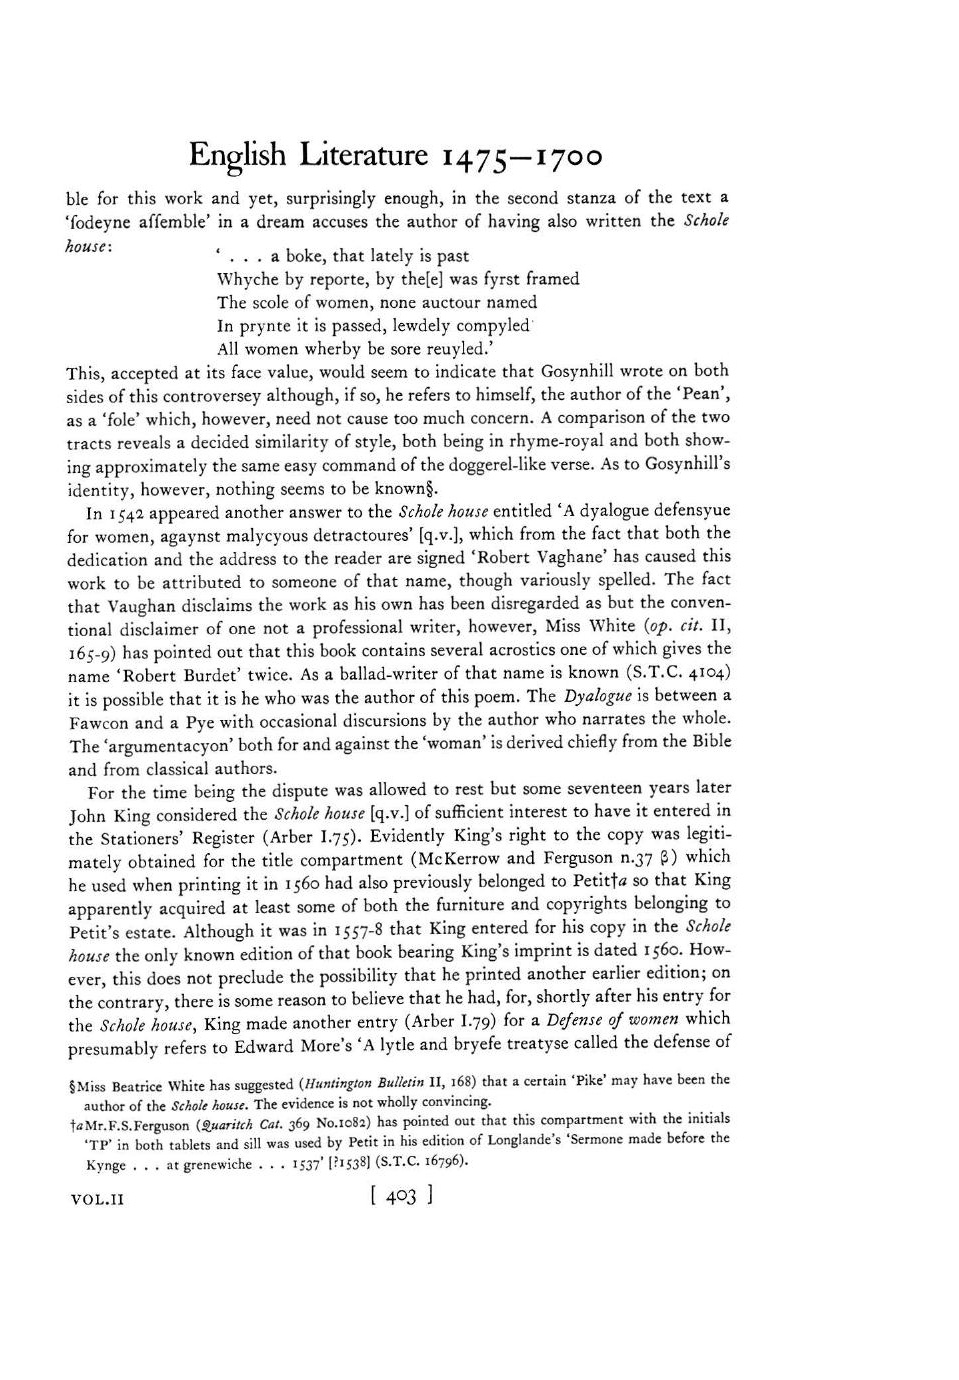 English Literature 1475–1700
ble for this work and yet, surprisingly enough, in the second stanza of the text a
‘ſodeyne aſſemble’ in a dream accuses the author of having also written the Schole
house:
‘ . . . a boke, that lately is past
Whyche by reporte, by the[e] was fyrst framed
The scole of women, none auctour named
In prynte it is passed, lewdely compyled
All women wherby be sore reuyled.’
This, accepted at its face value, would seem to indicate that Gosynhill wrote on both
sides of this controversey although, if so, he refers to himself, the author of the ‘Pean’,
as a ‘fole’ which, however, need not cause too much concern. A comparison of the two
tracts reveals a decided similarity of style, both being in rhyme-royal and both show-
ing approximately the same easy command of the doggerel-like verse. As to Gosynhill’s
identity, however, nothing seems to be known§.
In 1542 appeared another answer to the Schole house entitled ‘A dyalogue defensyue
for women, agaynst malycyous detractoures’ [q.v.], which from the fact that both the
dedication and the address to the reader are signed ‘Robert Vaghane’ has caused this
work to be attributed to someone of that name, though variously spelled. The fact
that Vaughan disclaims the work as his own has been disregarded as but the conven-
tional disclaimer of one not a professional writer, however, Miss White (op. cit. II,
165-9) has pointed out that this book contains several acrostics one of which gives the
name ‘Robert Burdet’ twice. As a ballad-writer of that name is known (S.T.C. 4104)
it is possible that it is he who was the author of this poem. The Dyalogue is between a
Fawcon and a Pye with occasional discursions by the author who narrates the whole.
The ‘argumentacyon’ both for and against the ‘woman’ is derived chiefly from the Bible
and from classical authors.
For the time being the dispute was allowed to rest but some seventeen years later
John King considered the Schole house [q.v.] of sufficient interest to have it entered in
the Stationers’ Register (Arber I.75). Evidently King’s right to the copy was legiti-
mately obtained for the title compartment (McKerrow and Ferguson n.37 β) which
he used when printing it in 1560 had also previously belonged to Petit†a so that King
apparently acquired at least some of both the furniture and copyrights belonging to
Petit’s estate. Although it was in 1557-8 that King entered for his copy in the Schole
house the only known edition of that book bearing King’s imprint is dated 1560. How-
ever, this does not preclude the possibility that he printed another earlier edition; on
the contrary, there is some reason to believe that he had, for, shortly after his entry for
the Schole house, King made another entry (Arber I.79) for a Defense of women which
presumably refers to Edward More’s ‘A lytle and bryefe treatyse called the defense of
§Miss Beatrice White has suggested (Huntington Bulletin II, 168) that a certain ‘Pike’ may have been the
author of the Schole house. The evidence is not wholly convincing.
†aMr.F.S.Ferguson (Quaritch Cat. 369 No.1082) has pointed out that this compartment with the initials
‘TP’ in both tablets and sill was used by Petit in his edition of Longlande’s ‘Sermone made before the
Kynge . . . at grenewiche . . . 1537’ [?1538] (S.T.C. 16796).
VOL.II [ 403 ]